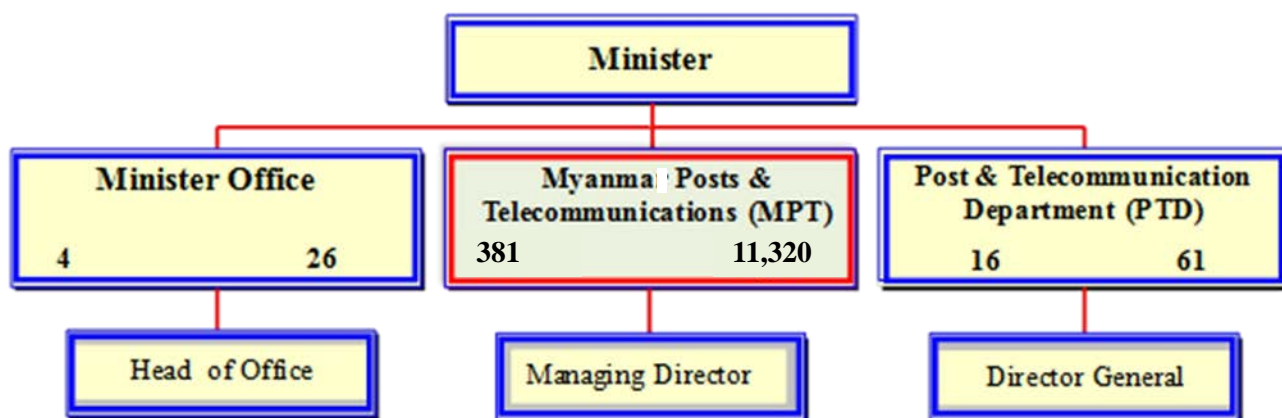 Minister
Minister Office
4 26
Myanmar Posts &
Telecommunications (MPT)
381 11,320
Post & Telecommunication
Department (PTD)
16 61
Head of Office
Managing Director
Director General